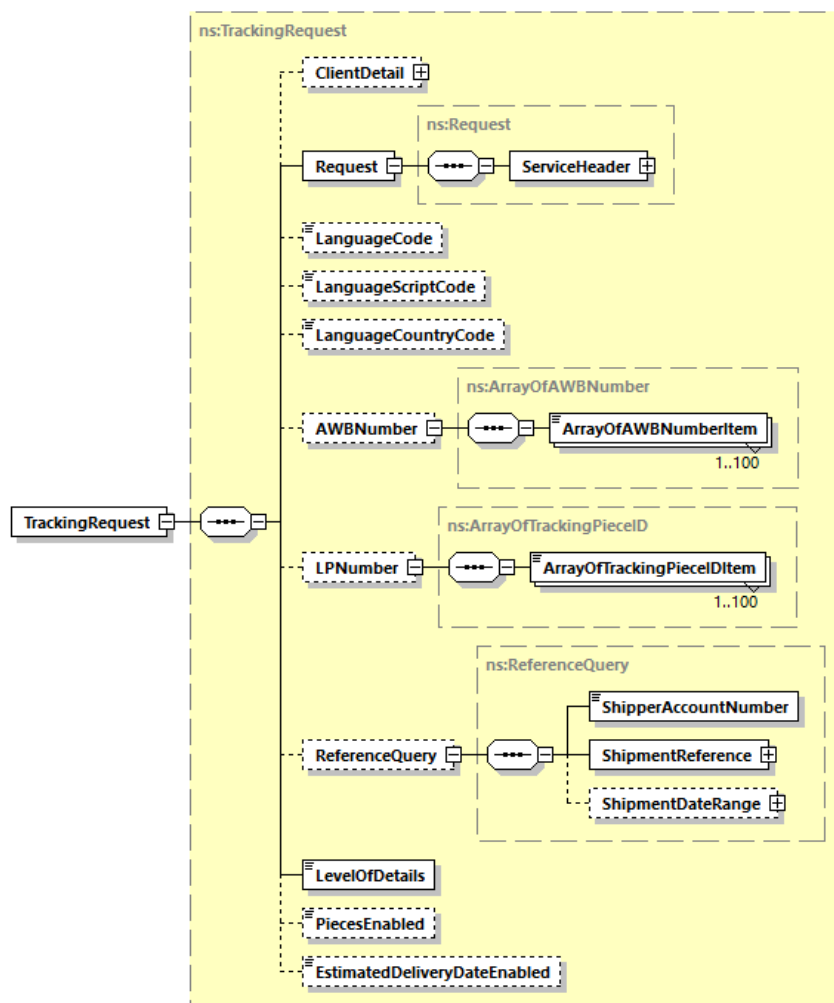 ns:TrackingRequest
ClientDetail
ns:Request
Request
ServiceHeader
LanguageCode
LanguageScriptCode
LanguageCountryCode
ns:ArrayOfAWBNumber
AWBNumber
ArrayOfAWBNumberItem
1..100
TrackingRequest
ns:ArrayOfTrackingPieceID
LPNumber
ArrayOfTrackingPieceIDItem
1..100
ns:ReferenceQuery
ShipperAccountNumber
ReferenceQuery
ShipmentReference
ShipmentDateRange
LevelOfDetails
PiecesEnabled
EstimatedDeliveryDateEnabled